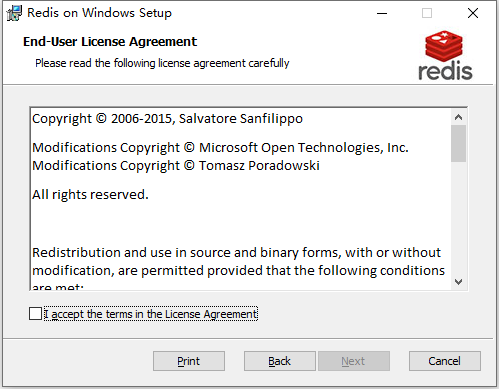 Redis on Windows Setup
End-User License Agreement
Please read the following license agreement carefully
redis
Copyright © 2006-2015, Salvatore Sanfilippo
Modifications Copyright © Microsoft Open Technologies, Inc.
Modifications Copyright © Tomasz Poradowski
All rights reserved.
Redistribution and use in source and binary forms, with or without
modification, are permitted provided that the following conditions
are met:
I accept the terms in the License Agreement
Print
Back
Next
Cancel